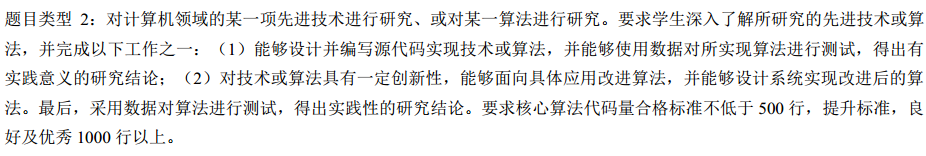 题目类型 2：对计算机领域的某一项先进技术进行研究、或对某一算法进行研究。要求学生深入了解所研究的先进技术或算
法，并完成以下工作之一：（1）能够设计并编写源代码实现技术或算法，并能够使用数据对所实现算法进行测试，得出有
实践意义的研究结论；（2）对技术或算法具有一定创新性，能够面向具体应用改进算法，并能够设计系统实现改进后的算
法。最后，采用数据对算法进行测试，得出实践性的研究结论。要求核心算法代码量合格标准不低于 500 行，提升标准，良
好及优秀 1000 行以上。